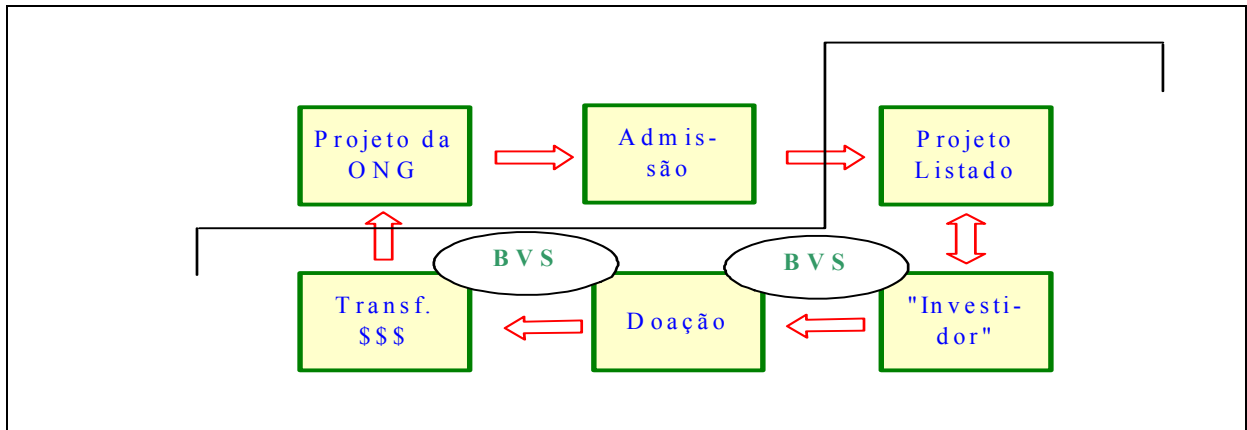 Projeto da
ONG
Admis-
são
Projeto
Listado
BVS
BVS
Transf.
$$$
Doação
"Investi-
dor"